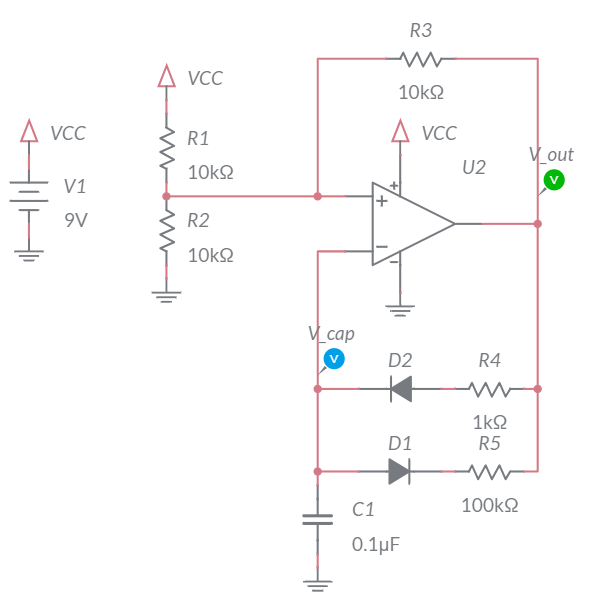 R3
10kΩ
VCC
R1
10kΩ
VCC
V1
9V
R2
10kΩ
VCC
U2
+
+
−
−
V_out
V
V_cap
V
D2
R4
1kΩ
D1
R5
100kΩ
C1
0.1μF